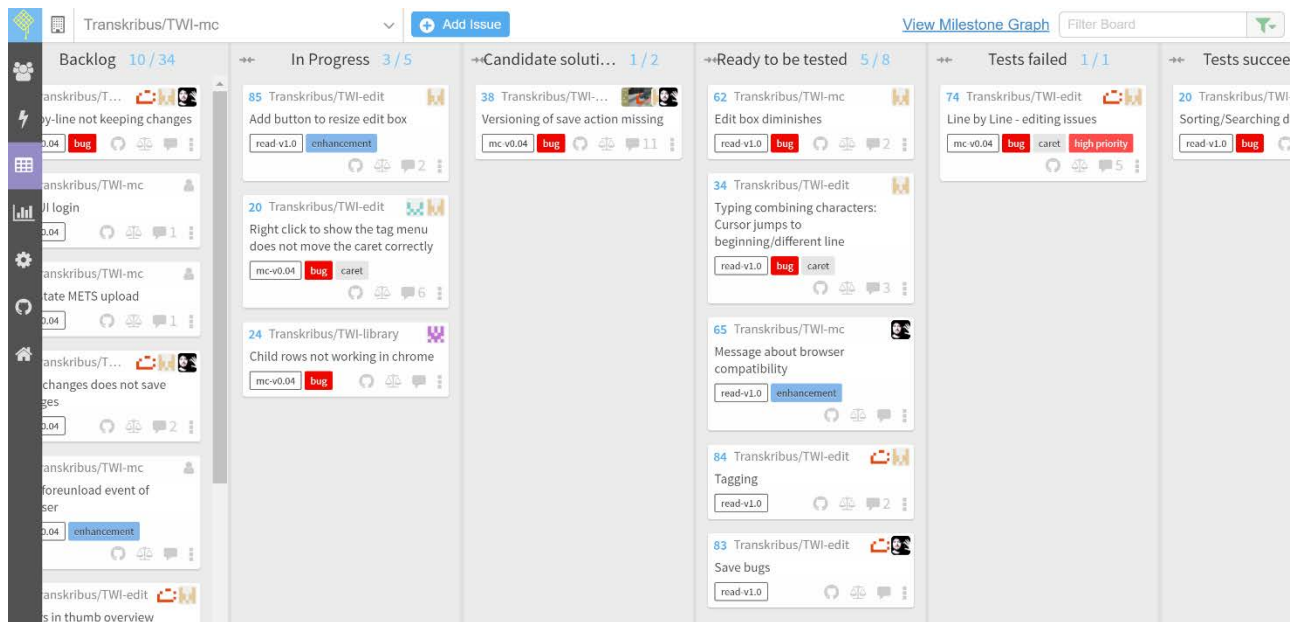 Transkribus/TWI-mc
Add Issue
View Milestone Graph
Filter Board
Backlog 10 / 34
anskribus/T...
by-line not keeping changes
0.04 bug
anskribus/TWI-mc
JI login
0.04 1
anskribus/TWI-mc
tate METS upload
0.04 1
anskribus/T...
changes does not save
ges
0.04 2
anskribus/TWI-mc
foreunload event of
ser
0.04 enhancement
anskribus/TWI-edit
s in thumb overview
In Progress 3 / 5
85 Transkribus/TWI-edit
Add button to resize edit box
read-v1.0 enhancement
2
20 Transkribus/TWI-edit
Right click to show the tag menu
does not move the caret correctly
mc-v0.04 bug caret
6
24 Transkribus/TWI-library
Child rows not working in chrome
mc-v0.04 bug
Candidate soluti... 1 / 2
38 Transkribus/TWI-...
Versioning of save action missing
mc-v0.04 bug 11
Ready to be tested 5 / 8
62 Transkribus/TWI-mc
Edit box diminishes
read-v1.0 bug 2
34 Transkribus/TWI-edit
Typing combining characters:
Cursor jumps to
beginning/different line
read-v1.0 bug caret
3
65 Transkribus/TWI-mc
Message about browser
compatibility
read-v1.0 enhancement
84 Transkribus/TWI-edit
Tagging
read-v1.0 2
83 Transkribus/TWI-edit
Save bugs
read-v1.0
Tests failed 1 / 1
74 Transkribus/TWI-edit
Line by Line - editing issues
mc-v0.04 bug caret high priority
5
Tests succee
20 Transkribus/TWI
Sorting/Searching d
read-v1.0 bug